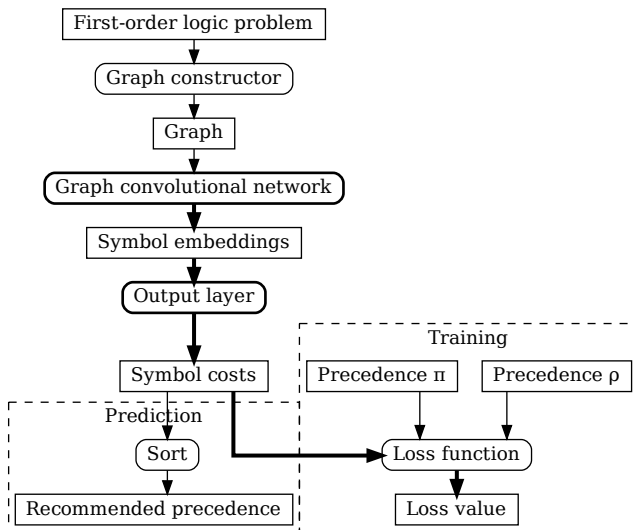 First-order logic problem
Graph constructor
Graph
Graph convolutional network
Symbol embeddings
Output layer
Training
Symbol costs
Precedence π
Precedence ρ
Prediction
Sort
Loss function
Recommended precedence
Loss value